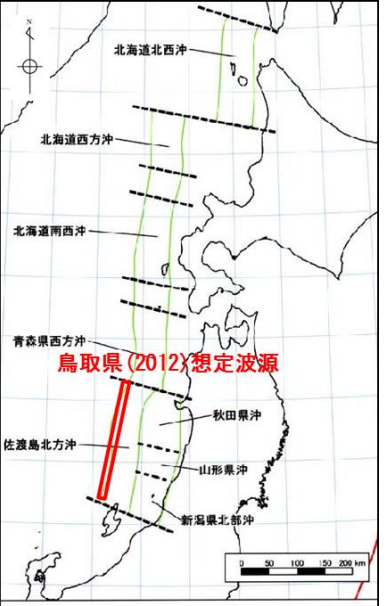 N
北海道北西沖
北海道西方沖
北海道南西沖
青森県西方沖
鳥取県(2012)想定波源
秋田県沖
佐渡島北方沖
山形県沖
新潟県北部沖
0 50 100 150 200 km